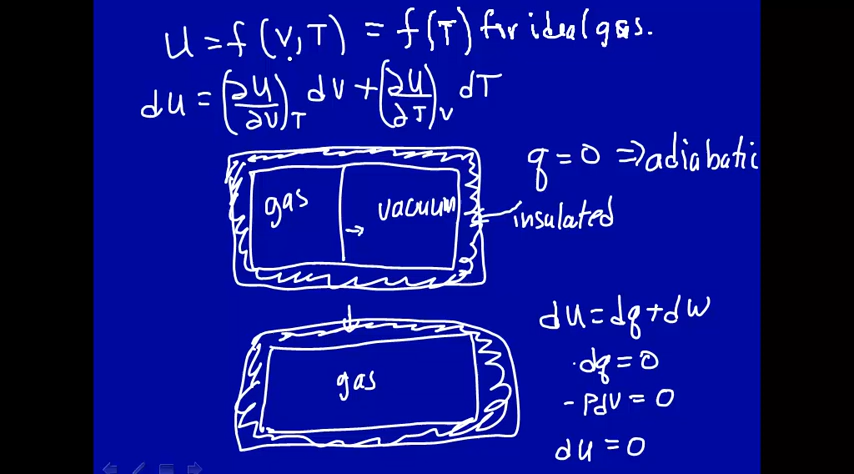 U = f(V,T) = f(T) for ideal gas.
dU = (∂U/∂V)_T dV + (∂U/∂T)_V dT
q = 0 ⇒ adiabatic
gas
vacuum
→
insulated
dU = dq + dw
dq = 0
gas
- PdV = 0
dU = 0